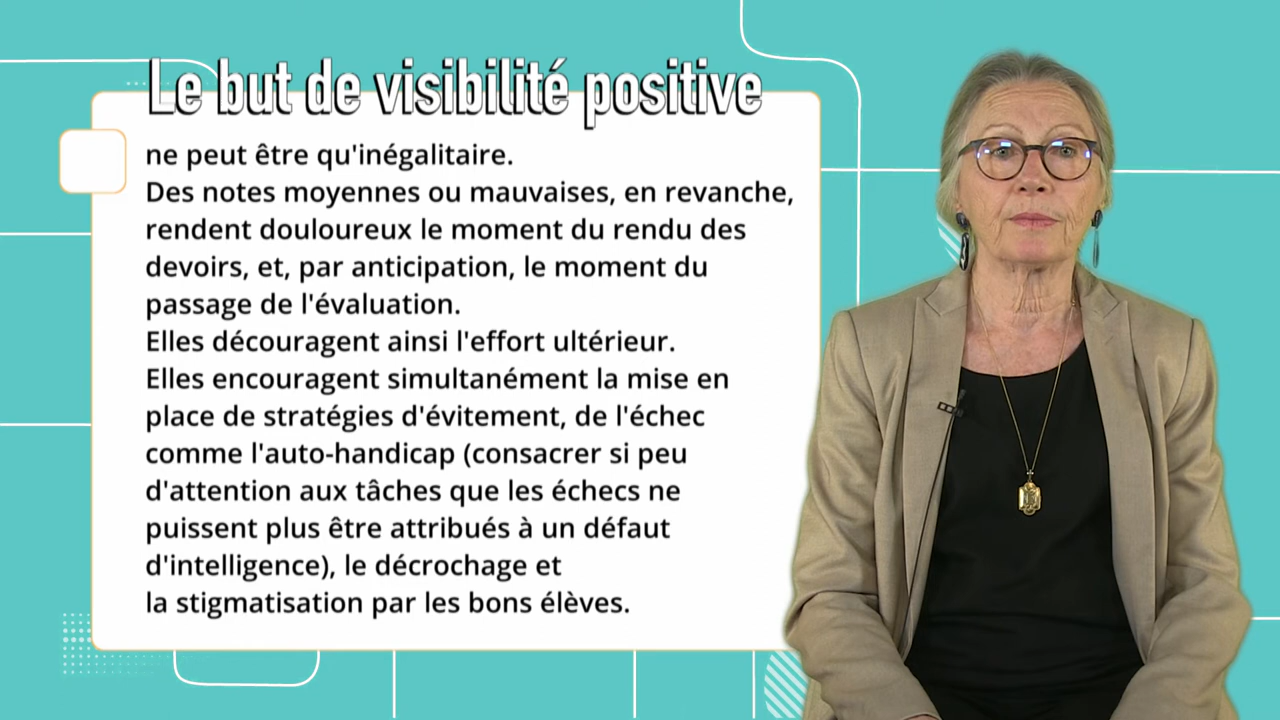 Le but de visibilité positive
ne peut être qu'inégalitaire.
Des notes moyennes ou mauvaises, en revanche,
rendent douloureux le moment du rendu des
devoirs, et, par anticipation, le moment du
passage de l'évaluation.
Elles découragent ainsi l'effort ultérieur.
Elles encouragent simultanément la mise en
place de stratégies d'évitement, de l'échec
comme l'auto-handicap (consacrer si peu
d'attention aux tâches que les échecs ne
puissent plus être attribués à un défaut
d'intelligence), le décrochage et
la stigmatisation par les bons élèves.